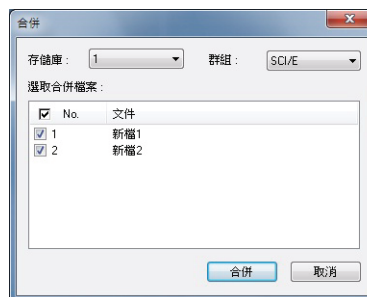 合併
存儲庫： 1 群組： SCI/E
選取合併檔案：
No. 文件
1 新檔1
2 新檔2
合併 取消